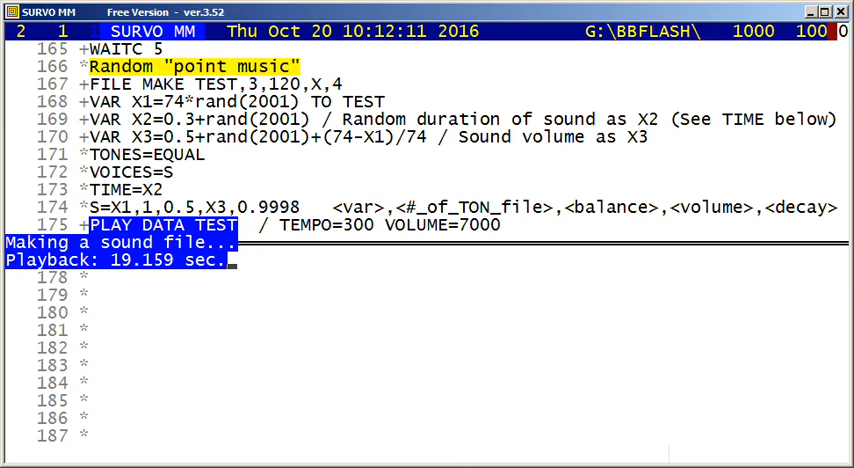 SURVO MM Free Version - ver.3.52
2 1 1 SURVO MM Thu Oct 20 10:12:11 2016 G:\BBFLASH\ 1000 100 0
165 +WAITC 5
166 *Random "point music"
167 +FILE MAKE TEST,3,120,X,4
168 +VAR X1=74*rand(2001) TO TEST
169 +VAR X2=0.3+rand(2001) / Random duration of sound as X2 (See TIME below)
170 +VAR X3=0.5+rand(2001)+(74-X1)/74 / Sound volume as X3
171 *TONES=EQUAL
172 *VOICES=S
173 *TIME=X2
174 *S=X1,1,0.5,X3,0.9998 <var>,<#_of_TON_file>,<balance>,<volume>,<decay>
175 +PLAY DATA TEST / TEMPO=300 VOLUME=7000
Making a sound file...
Playback: 19.159 sec.
178 *
179 *
180 *
181 *
182 *
183 *
184 *
185 *
186 *
187 *